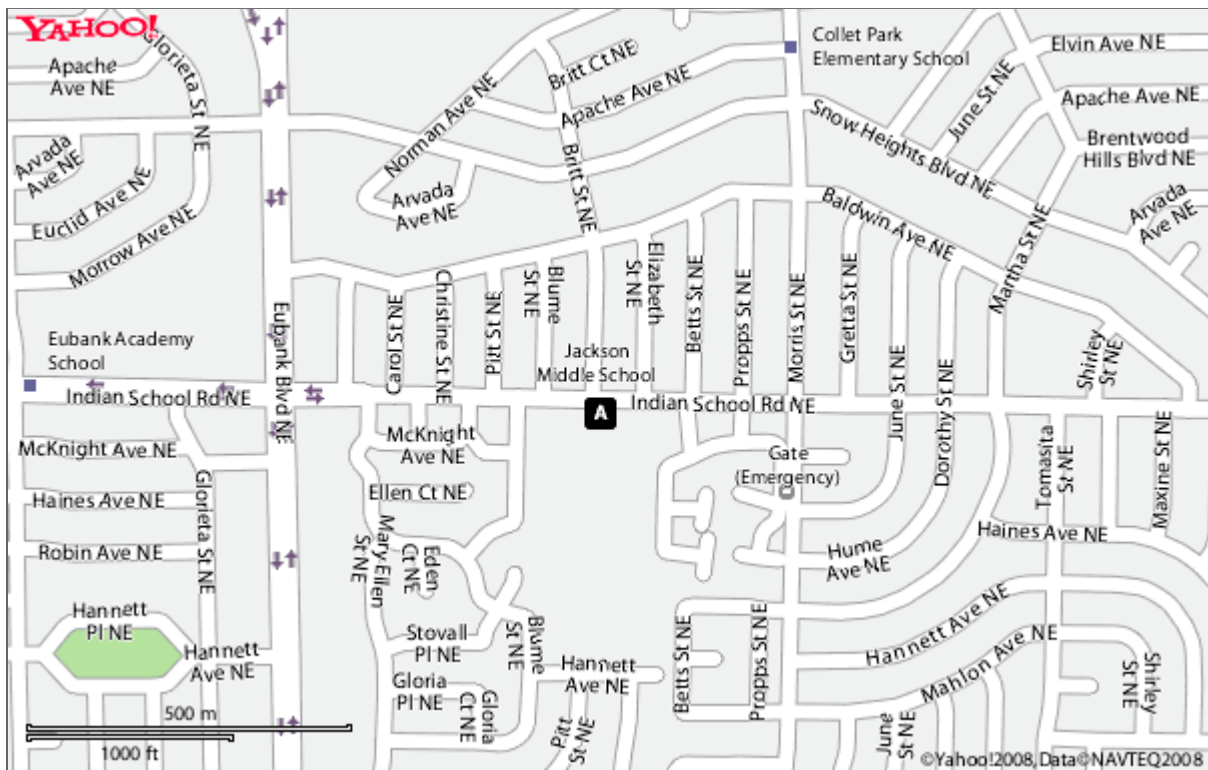 YAHOO!
Glorieta St NE
Apache
Ave NE
Arvada
Ave NE
Euclid Ave NE
Morrow Ave NE
Norman Ave NE
Britt Ct NE
Apache Ave NE
Britt St NE
Arvada
Ave NE
Collet Park
Elementary School
Elvin Ave NE
June St NE
Apache Ave NE
Brentwood
Hills Blvd NE
Snow Heights Blvd NE
Arvada
Ave NE
Baldwin Ave NE
Martha St NE
Eubank Academy
School
Eubank Blvd NE
Carol St NE
Christine St NE
Pitt St NE
Blume
St NE
Elizabeth
St NE
Betts St NE
Propps St NE
Morris St NE
Gretta St NE
June St NE
Dorothy St NE
Shirley
St NE
Jackson
Middle School
Indian School Rd NE
A
Indian School Rd NE
McKnight Ave NE
McKnight
Ave NE
Gate
(Emergency)
Tomasita
St NE
Maxine St NE
Haines Ave NE
Glorieta St NE
Ellen Ct NE
Mary Ellen
St NE
Eden
Ct NE
Robin Ave NE
Hume
Ave NE
Haines Ave NE
Hannett
Pl NE
Hannett
Ave NE
Stovall
Pl NE
Blume
St NE
Hannett
Ave NE
Betts St NE
Propps St NE
Hannett Ave NE
Mahlon Ave NE
Shirley
St NE
Gloria
Pl NE
Gloria
Ct NE
Pitt
St NE
June
St NE
500 m
1000 ft
©Yahoo!2008, Data©NAVTEQ2008